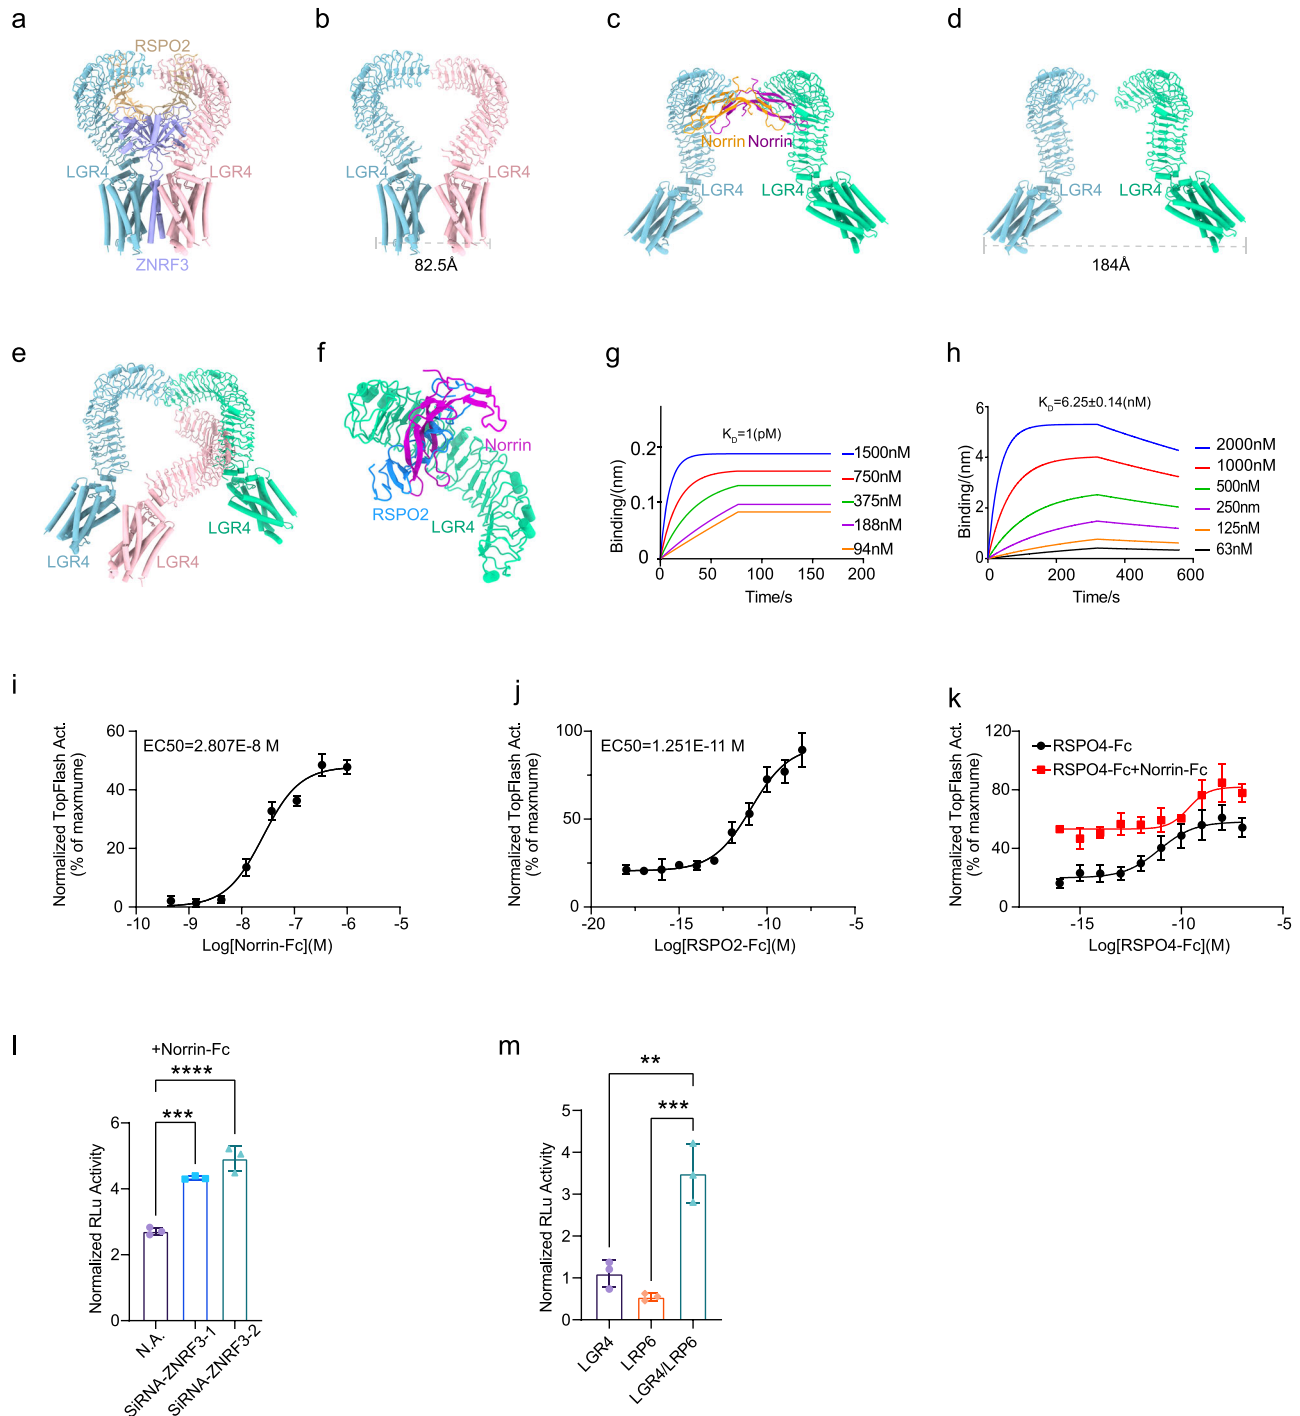 a
RSPO2
LGR4
LGR4
ZNRF3
b
LGR4
LGR4
82.5Å
c
Norrin
Norrin
LGR4
LGR4
d
LGR4
LGR4
184Å
e
LGR4
LGR4
LGR4
f
Norrin
RSPO2
LGR4
g
Binding/(nm)
0.2
0.1
0
K_D=1(pM)
1500nM
750nM
375nM
188nM
94nM
0 50 100 150 200
Time/s
h
Binding/(nm)
6
4
2
0
K_D=6.25±0.14(nM)
2000nM
1000nM
500nM
250nm
125nM
63nM
0 200 400 600
Time/s
i
Normalized TopFlash Act.
(% of maxmume)
60
40
20
0
EC50=2.807E-8 M
-10 -9 -8 -7 -6 -5
Log[Norrin-Fc](M)
j
Normalized TopFlash Act.
(% of maxmume)
100
50
0
EC50=1.251E-11 M
-20 -15 -10 -5
Log[RSPO2-Fc](M)
k
Normalized TopFlash Act.
(% of maxmume)
120
80
40
0
RSPO4-Fc
RSPO4-Fc+Norrin-Fc
-15 -10 -5
Log[RSPO4-Fc](M)
l
+Norrin-Fc
****
***
Normalized RLu Activity
6
4
2
0
N.A.
SiRNA-ZNRF3-1
SiRNA-ZNRF3-2
m
**
***
Normalized RLu Activity
5
4
3
2
1
0
LGR4
LRP6
LGR4/LRP6